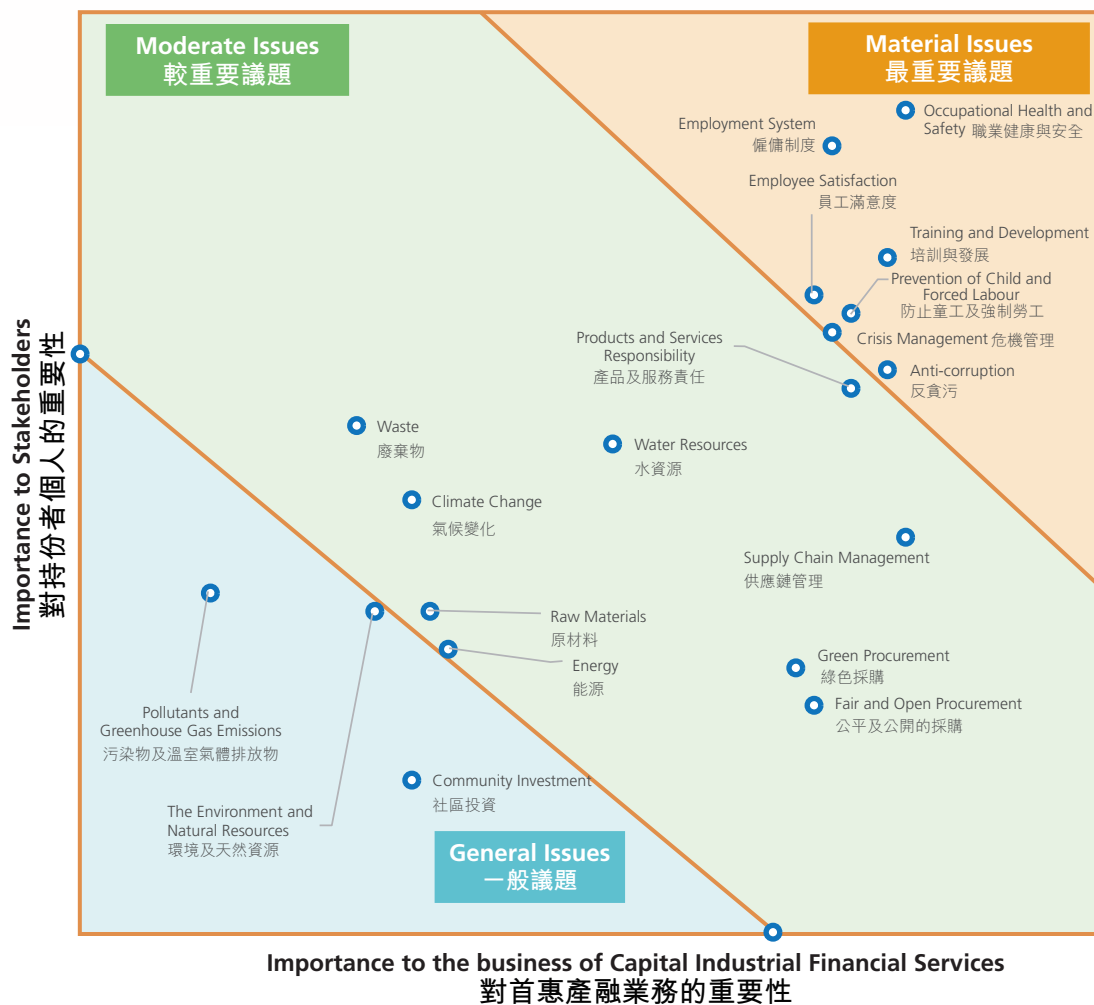 Moderate Issues
較重要議題
Material Issues
最重要議題
Occupational Health and
Safety 職業健康與安全
Employment System
僱傭制度
Employee Satisfaction
員工滿意度
Training and Development
培訓與發展
Prevention of Child and
Forced Labour
防止童工及強制勞工
Products and Services
Responsibility
產品及服務責任
Crisis Management 危機管理
Anti-corruption
反貪污
Waste
廢棄物
Water Resources
水資源
Climate Change
氣候變化
Supply Chain Management
供應鏈管理
Raw Materials
原材料
Energy
能源
Green Procurement
綠色採購
Fair and Open Procurement
公平及公開的採購
Pollutants and
Greenhouse Gas Emissions
污染物及溫室氣體排放物
Community Investment
社區投資
The Environment and
Natural Resources
環境及天然資源
General Issues
一般議題
Importance to Stakeholders
對持份者個人的重要性
Importance to the business of Capital Industrial Financial Services
對首惠產融業務的重要性